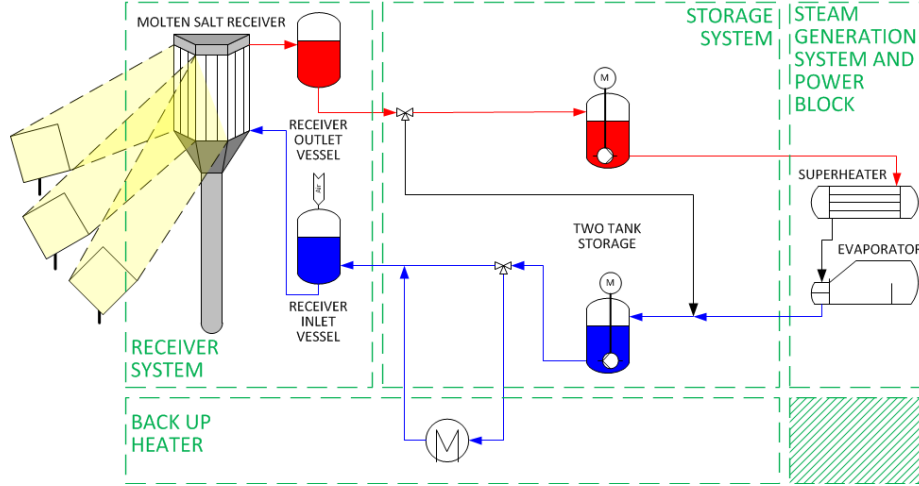 MOLTEN SALT RECEIVER
STORAGE
SYSTEM
STEAM
GENERATION
SYSTEM AND
POWER
BLOCK
M
RECEIVER
OUTLET
VESSEL
Air
SUPERHEATER
TWO TANK
STORAGE
EVAPORATOR
M
RECEIVER
INLET
VESSEL
RECEIVER
SYSTEM
BACK UP
HEATER